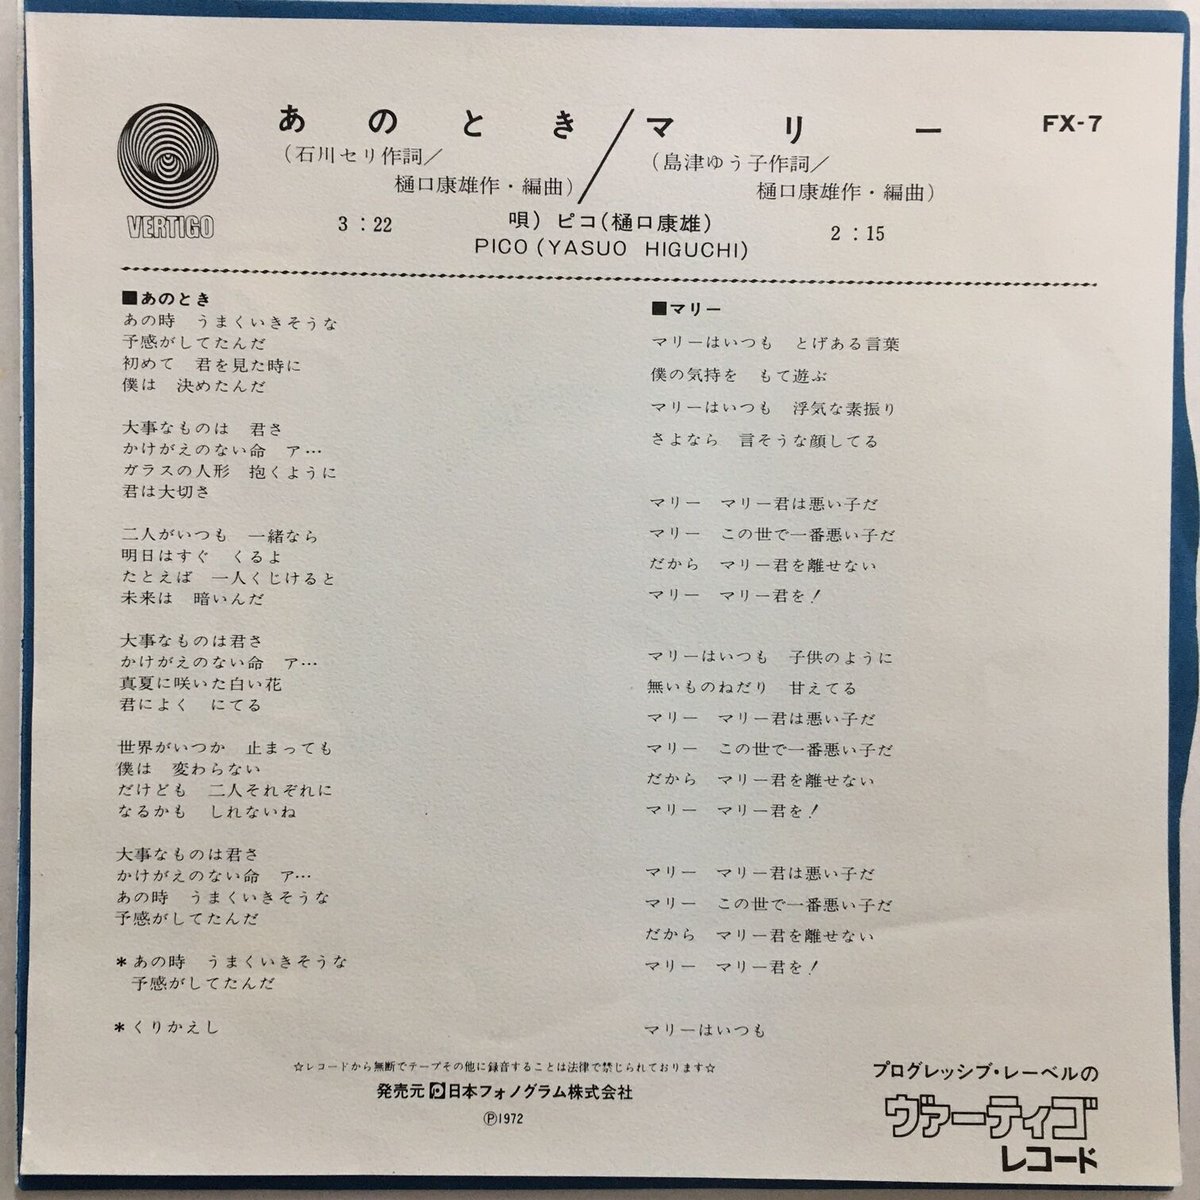 あのとき／マリー FX-7
（石川セリ作詞／
樋口康雄作・編曲）
（島津ゆう子作詞／
樋口康雄作・編曲）
VERTIGO
3：22
唄）ピコ（樋口康雄）
PICO（YASUO HIGUCHI）
2：15
■あのとき
あの時　うまくいきそうな
予感がしてたんだ
初めて　君を見た時に
僕は　決めたんだ
大事なものは　君さ
かけがえのない命　ア…
ガラスの人形　抱くように
君は大切さ
二人がいつも　一緒なら
明日はすぐ　くるよ
たとえば　一人くじけると
未来は　暗いんだ
大事なものは君さ
かけがえのない命　ア…
真夏に咲いた白い花
君によく　にてる
世界がいつか　止まっても
僕は　変わらない
だけども　二人それぞれに
なるかも　しれないね
大事なものは君さ
かけがえのない命　ア…
あの時　うまくいきそうな
予感がしてたんだ
＊あの時　うまくいきそうな
予感がしてたんだ
＊くりかえし
■マリー
マリーはいつも　とげある言葉
僕の気持を　もて遊ぶ
マリーはいつも　浮気な素振り
さよなら　言そうな顔してる
マリー　マリー君は悪い子だ
マリー　この世で一番悪い子だ
だから　マリー君を離せない
マリー　マリー君を！
マリーはいつも　子供のように
無いものねだり　甘えてる
マリー　マリー君は悪い子だ
マリー　この世で一番悪い子だ
だから　マリー君を離せない
マリー　マリー君を！
マリー　マリー君は悪い子だ
マリー　この世で一番悪い子だ
だから　マリー君を離せない
マリー　マリー君を！
マリーはいつも
☆レコードから無断でテープその他に録音することは法律で禁じられております☆
発売元 日本フォノグラム株式会社
Ⓟ1972
プログレッシブ・レーベルの
ヴァーティゴ
レコード